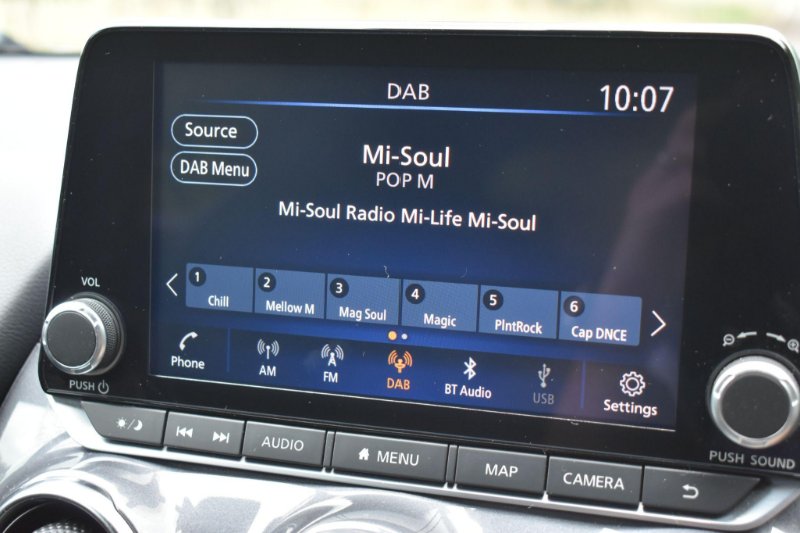 DAB
10:07
Source
DAB Menu
Mi-Soul
POP M
Mi-Soul Radio Mi-Life Mi-Soul
1 Chill
2 Mellow M
3 Mag Soul
4 Magic
5 PlntRock
6 Cap DNCE
Phone
AM
FM
DAB
BT Audio
USB
Settings
VOL
PUSH
PUSH SOUND
AUDIO
MENU
MAP
CAMERA